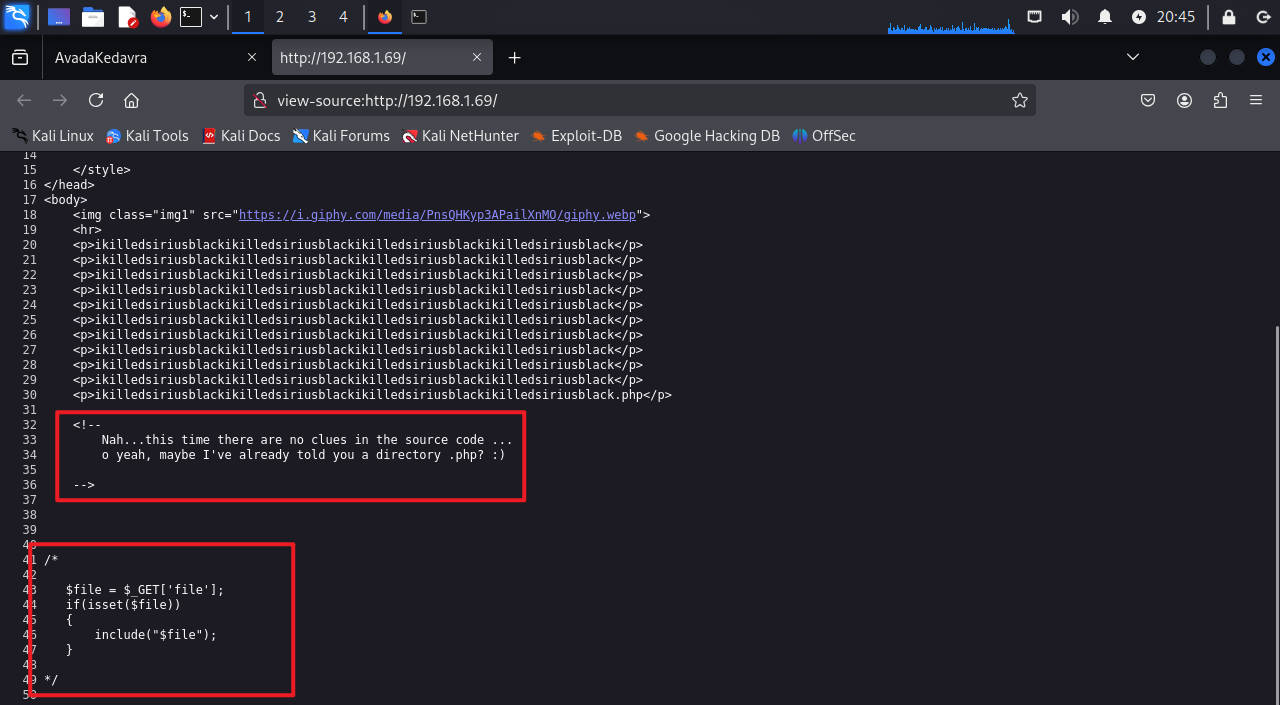 1 2 3 4 20:45
AvadaKedavra http://192.168.1.69/
view-source:http://192.168.1.69/
Kali Linux Kali Tools Kali Docs Kali Forums Kali NetHunter Exploit-DB Google Hacking DB OffSec
14
15 </style>
16 </head>
17 <body>
18 <img class="img1" src="https://i.giphy.com/media/PnsQHKyp3APailXnMO/giphy.webp">
19 <hr>
20 <p>ikilledsiriusblackikilledsiriusblackikilledsiriusblackikilledsiriusblack</p>
21 <p>ikilledsiriusblackikilledsiriusblackikilledsiriusblackikilledsiriusblack</p>
22 <p>ikilledsiriusblackikilledsiriusblackikilledsiriusblackikilledsiriusblack</p>
23 <p>ikilledsiriusblackikilledsiriusblackikilledsiriusblackikilledsiriusblack</p>
24 <p>ikilledsiriusblackikilledsiriusblackikilledsiriusblackikilledsiriusblack</p>
25 <p>ikilledsiriusblackikilledsiriusblackikilledsiriusblackikilledsiriusblack</p>
26 <p>ikilledsiriusblackikilledsiriusblackikilledsiriusblackikilledsiriusblack</p>
27 <p>ikilledsiriusblackikilledsiriusblackikilledsiriusblackikilledsiriusblack</p>
28 <p>ikilledsiriusblackikilledsiriusblackikilledsiriusblackikilledsiriusblack</p>
29 <p>ikilledsiriusblackikilledsiriusblackikilledsiriusblackikilledsiriusblack</p>
30 <p>ikilledsiriusblackikilledsiriusblackikilledsiriusblackikilledsiriusblack.php</p>
31
32 <!--
33 Nah...this time there are no clues in the source code ...
34 o yeah, maybe I've already told you a directory .php? :)
35
36 -->
37
38
39
40
41 /*
42
43 $file = $_GET['file'];
44 if(isset($file))
45 {
46 include("$file");
47 }
48
49 */
50